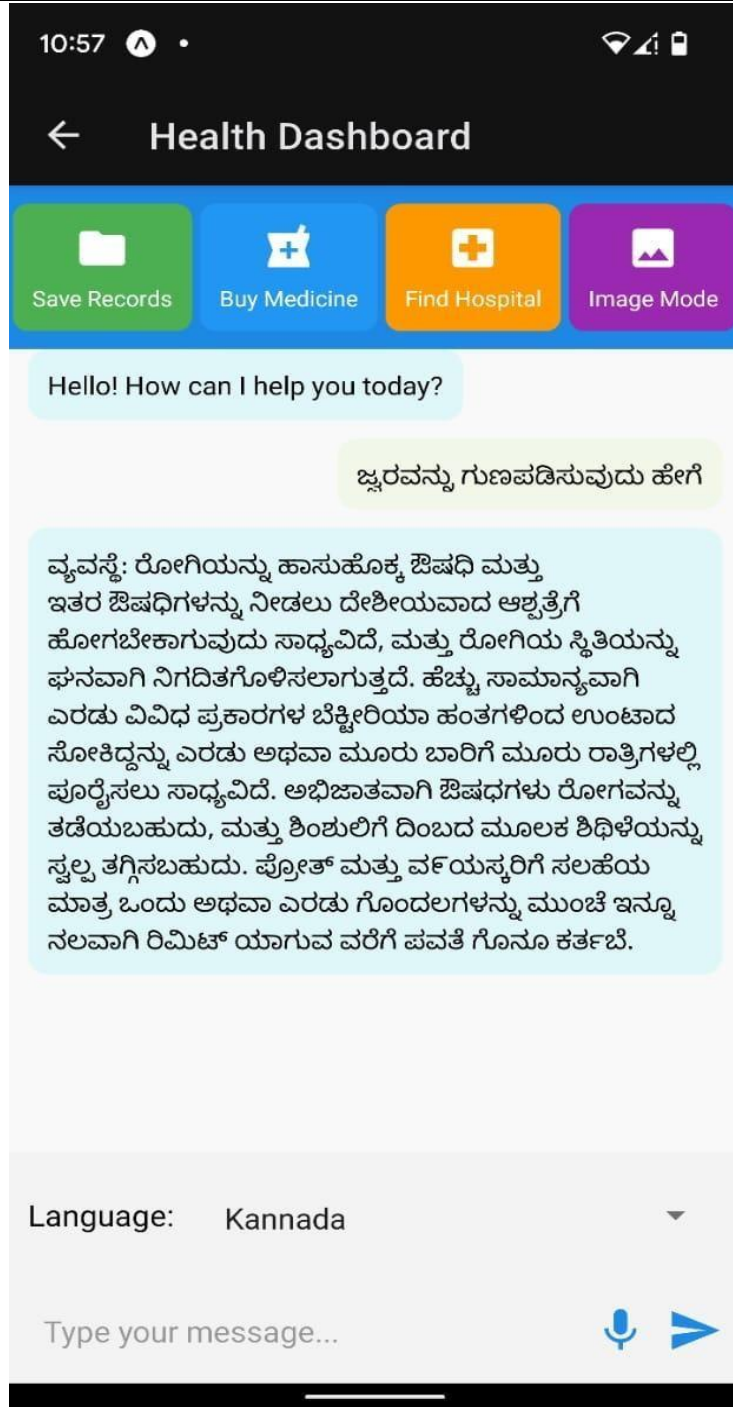 10:57
Health Dashboard
Save Records Buy Medicine Find Hospital Image Mode
Hello! How can I help you today?
ಜ್ವರವನ್ನು ಗುಣಪಡಿಸುವುದು ಹೇಗೆ
ವ್ಯವಸ್ಥೆ: ರೋಗಿಯನ್ನು ಹಾಸುಹೊಕ್ಕ ಔಷಧಿ ಮತ್ತು
ಇತರ ಔಷಧಿಗಳನ್ನು ನೀಡಲು ದೇಶೀಯವಾದ ಆಶ್ಪತ್ರೆಗೆ
ಹೋಗಬೇಕಾಗುವುದು ಸಾಧ್ಯವಿದೆ, ಮತ್ತು ರೋಗಿಯ ಸ್ಥಿತಿಯನ್ನು
ಘನವಾಗಿ ನಿಗದಿತಗೊಳಿಸಲಾಗುತ್ತದೆ. ಹೆಚ್ಚು ಸಾಮಾನ್ಯವಾಗಿ
ಎರಡು ವಿವಿಧ ಪ್ರಕಾರಗಳ ಬೆಕ್ಟೀರಿಯಾ ಹಂತಗಳಿಂದ ಉಂಟಾದ
ಸೋಕಿದ್ದನ್ನು ಎರಡು ಅಥವಾ ಮೂರು ಬಾರಿಗೆ ಮೂರು ರಾತ್ರಿಗಳಲ್ಲಿ
ಪೂರೈಸಲು ಸಾಧ್ಯವಿದೆ. ಅಭಿಜಾತವಾಗಿ ಔಷಧಗಳು ರೋಗವನ್ನು
ತಡೆಯಬಹುದು, ಮತ್ತು ಶಿಂಶುಲಿಗೆ ದಿಂಬದ ಮೂಲಕ ಶಿಥಿಳೆಯನ್ನು
ಸ್ವಲ್ಪ ತಗ್ಗಿಸಬಹುದು. ಪ್ರೋತ್ ಮತ್ತು ವರ್ಯಸ್ಕರಿಗೆ ಸಲಹೆಯ
ಮಾತ್ರ ಒಂದು ಅಥವಾ ಎರಡು ಗೊಂದಲಗಳನ್ನು ಮುಂಚೆ ಇನ್ನೂ
ನಲವಾಗಿ ರಿಮಿಟ್ ಯಾಗುವ ವರೆಗೆ ಪವತೆ ಗೊನೂ ಕರ್ತಬೆ.
Language: Kannada
Type your message...